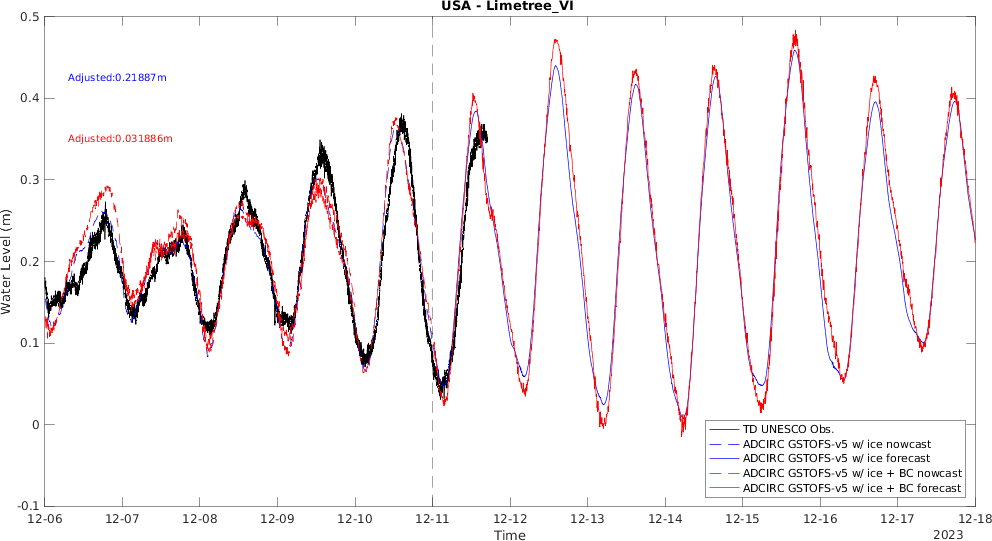 USA - Limetree_VI
0.5
0.4
0.3
0.2
0.1
0
-0.1
Water Level (m)
Adjusted:0.21887m
Adjusted:0.031886m
TD UNESCO Obs.
ADCIRC GSTOFS-v5 w/ ice nowcast
ADCIRC GSTOFS-v5 w/ ice forecast
ADCIRC GSTOFS-v5 w/ ice + BC nowcast
ADCIRC GSTOFS-v5 w/ ice + BC forecast
12-06 12-07 12-08 12-09 12-10 12-11 12-12 12-13 12-14 12-15 12-16 12-17 12-18
Time
2023